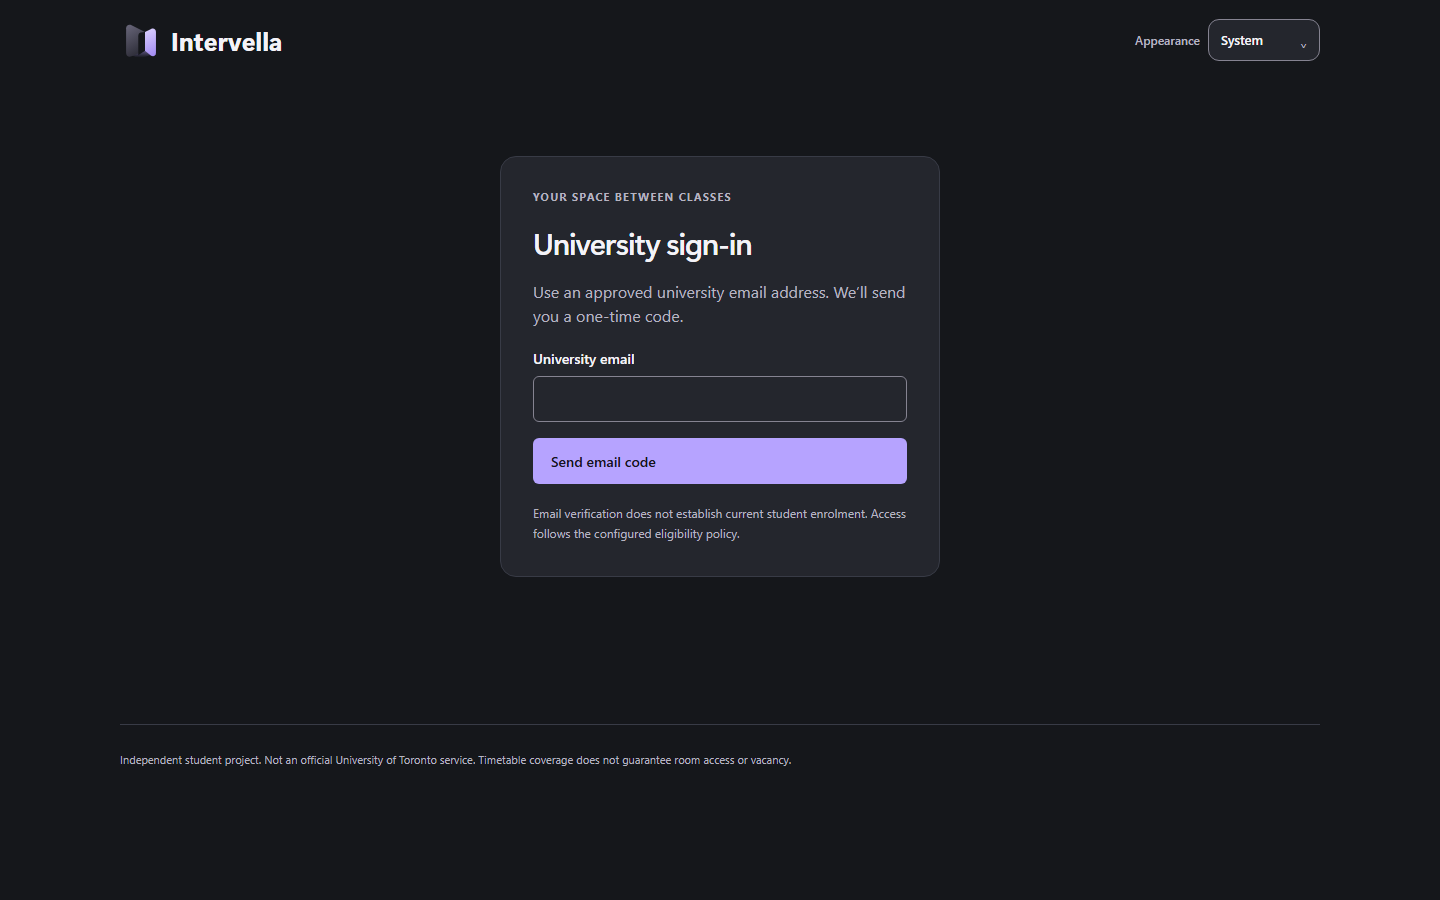 Intervella
Appearance
System
YOUR SPACE BETWEEN CLASSES
University sign-in
Use an approved university email address. We’ll send
you a one-time code.
University email
Send email code
Email verification does not establish current student enrolment. Access
follows the configured eligibility policy.
Independent student project. Not an official University of Toronto service. Timetable coverage does not guarantee room access or vacancy.